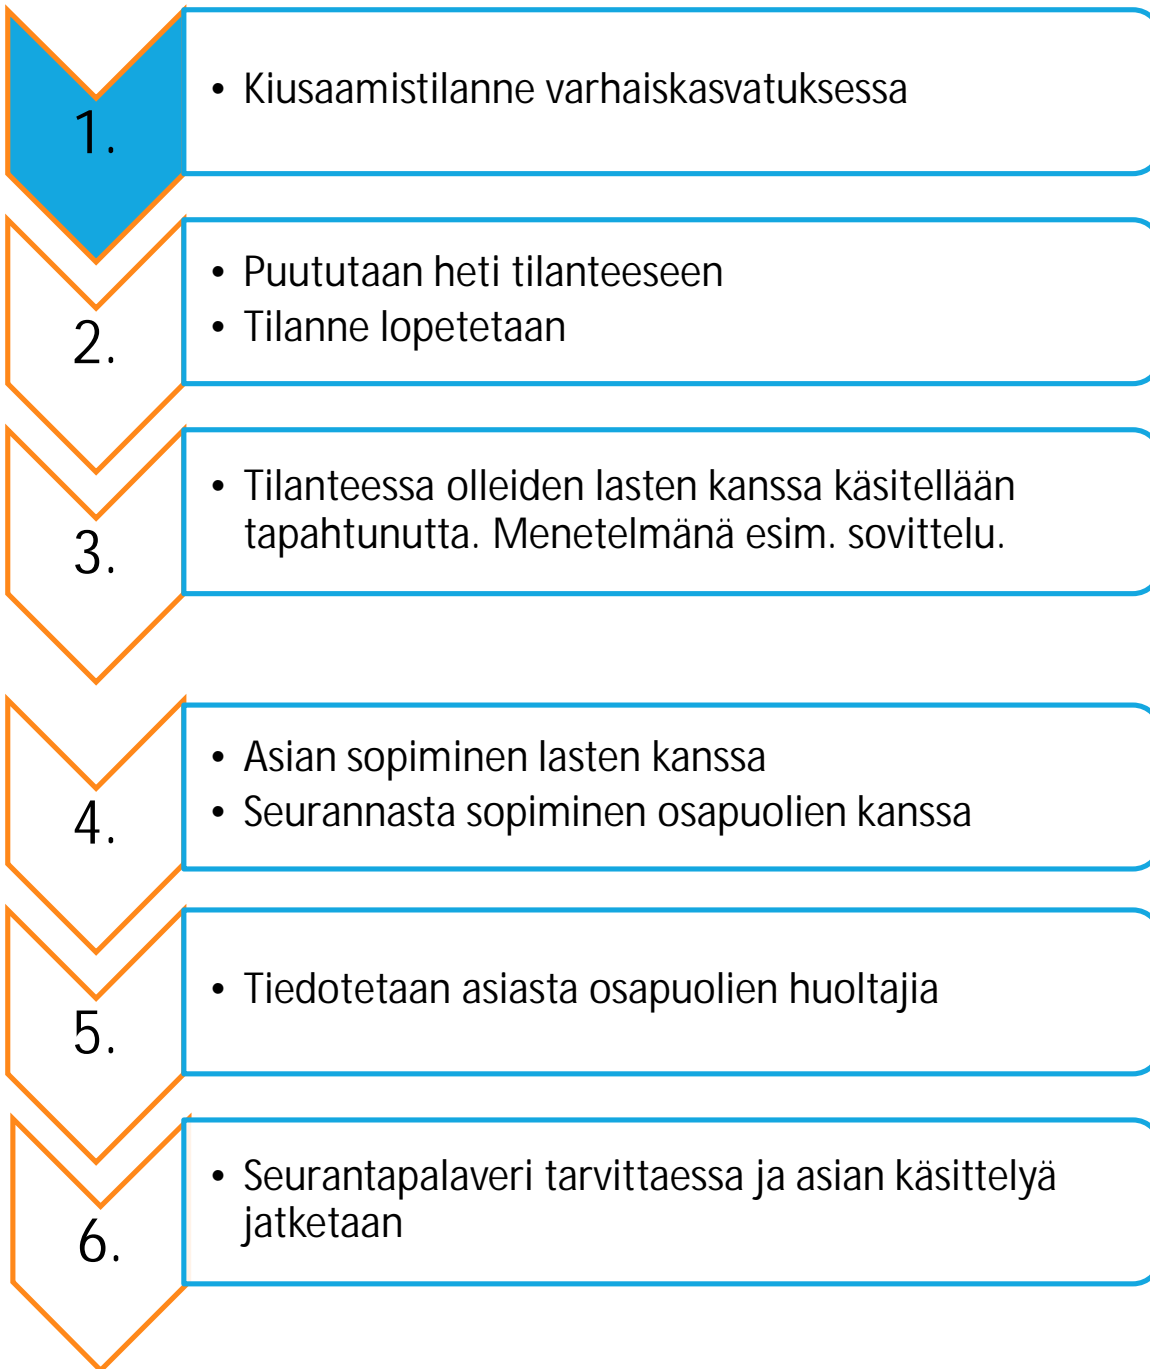 1.
• Kiusaamistilanne varhaiskasvatuksessa
2.
• Puututaan heti tilanteeseen
• Tilanne lopetetaan
3.
• Tilanteessa olleiden lasten kanssa käsitellään
tapahtunutta. Menetelmänä esim. sovittelu.
4.
• Asian sopiminen lasten kanssa
• Seurannasta sopiminen osapuolien kanssa
5.
• Tiedotetaan asiasta osapuolien huoltajia
6.
• Seurantapalaveri tarvittaessa ja asian käsittelyä
jatketaan